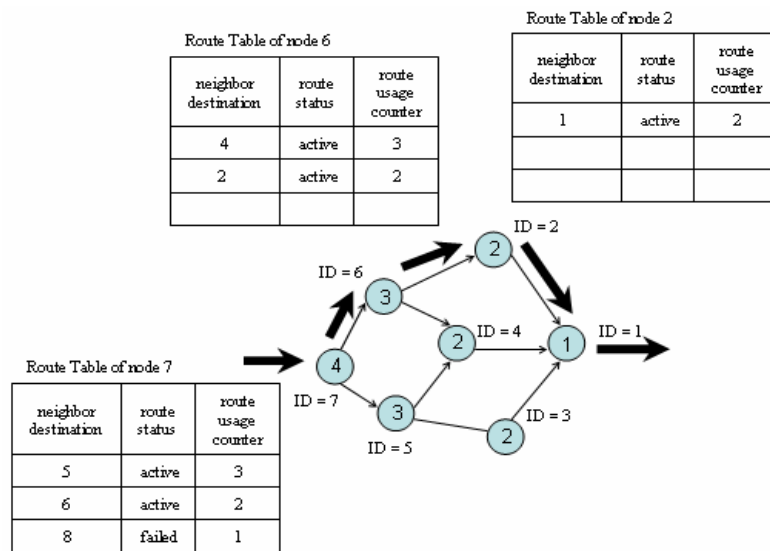 Route Table of node 6
neighbor destination | route status | route usage counter
4 | active | 3
2 | active | 2
Route Table of node 2
neighbor destination | route status | route usage counter
1 | active | 2
ID = 2
2
ID = 6
3
ID = 4
2
ID = 1
1
4
ID = 7
3
ID = 5
ID = 3
2
Route Table of node 7
neighbor destination | route status | route usage counter
5 | active | 3
6 | active | 2
8 | failed | 1